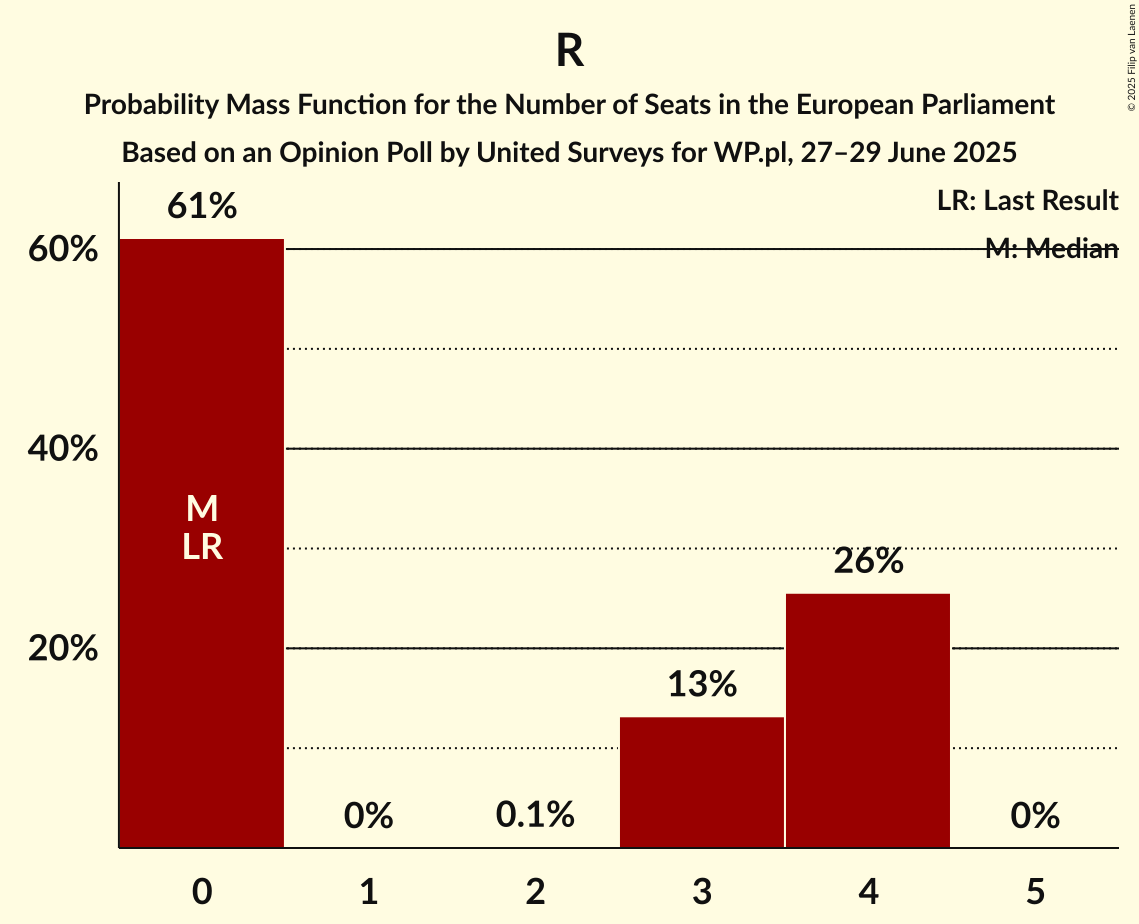 R
Probability Mass Function for the Number of Seats in the European Parliament
Based on an Opinion Poll by United Surveys for WP.pl, 27–29 June 2025
© 2025 Filip van Laenen
LR: Last Result
M: Median
61%
60%
40%
20%
M
LR
0%
0.1%
13%
26%
0%
0 1 2 3 4 5